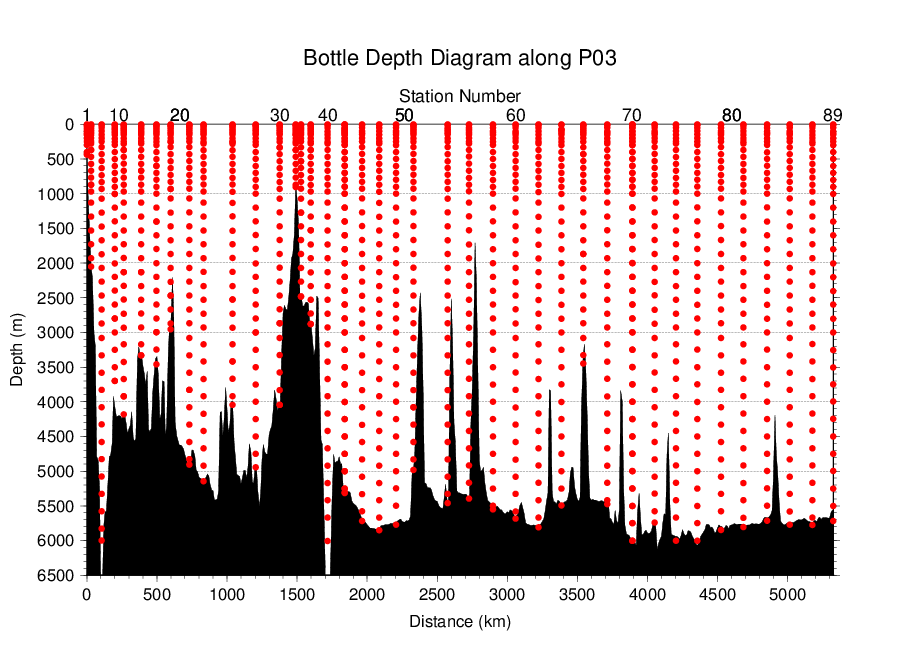 Bottle Depth Diagram along P03
Station Number
1 10 20 30 40 50 60 70 80 89
0
500
1000
1500
2000
2500
3000
3500
4000
4500
5000
5500
6000
6500
Depth (m)
0 500 1000 1500 2000 2500 3000 3500 4000 4500 5000
Distance (km)